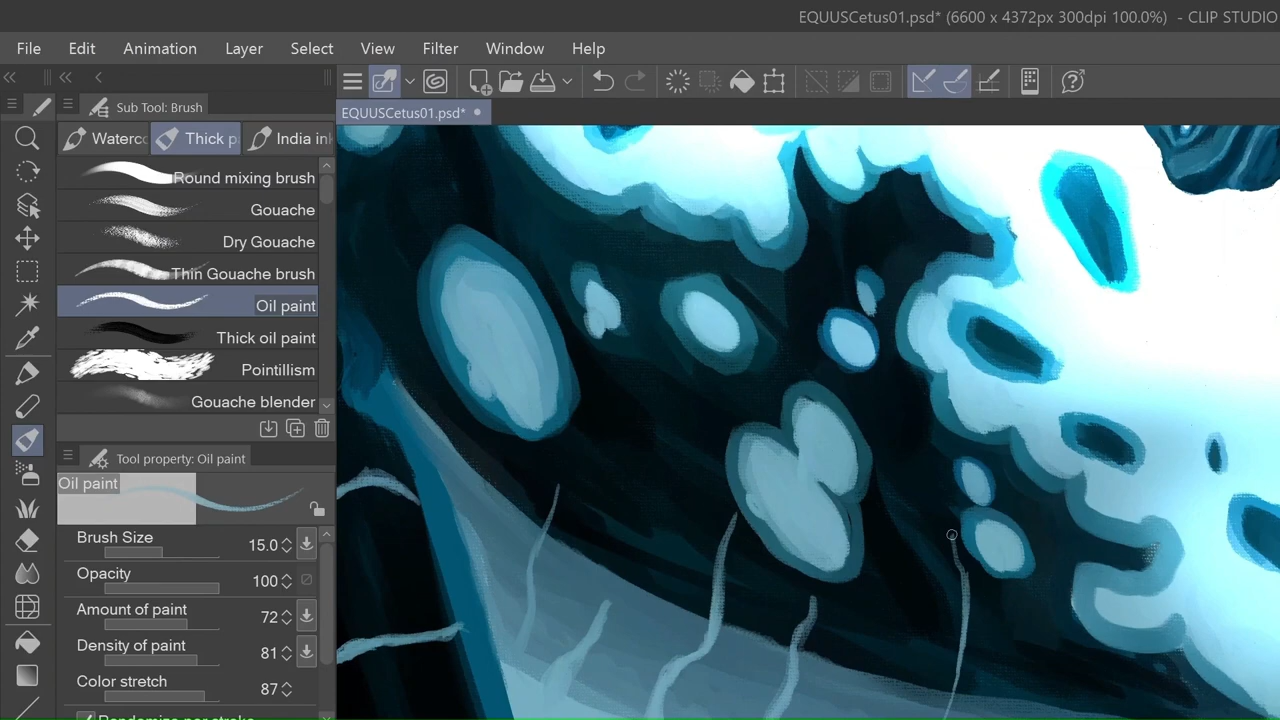 EQUUSCetus01.psd* (6600 x 4372px 300dpi 100.0%) - CLIP STUDIO
File Edit Animation Layer Select View Filter Window Help
Sub Tool: Brush
EQUUSCetus01.psd*
Waterc Thick p India in
Round mixing brush
Gouache
Dry Gouache
Thin Gouache brush
Oil paint
Thick oil paint
Pointillism
Gouache blender
Tool property: Oil paint
Oil paint
Brush Size 15.0
Opacity 100
Amount of paint 72
Density of paint 81
Color stretch 87
Randomize per stroke